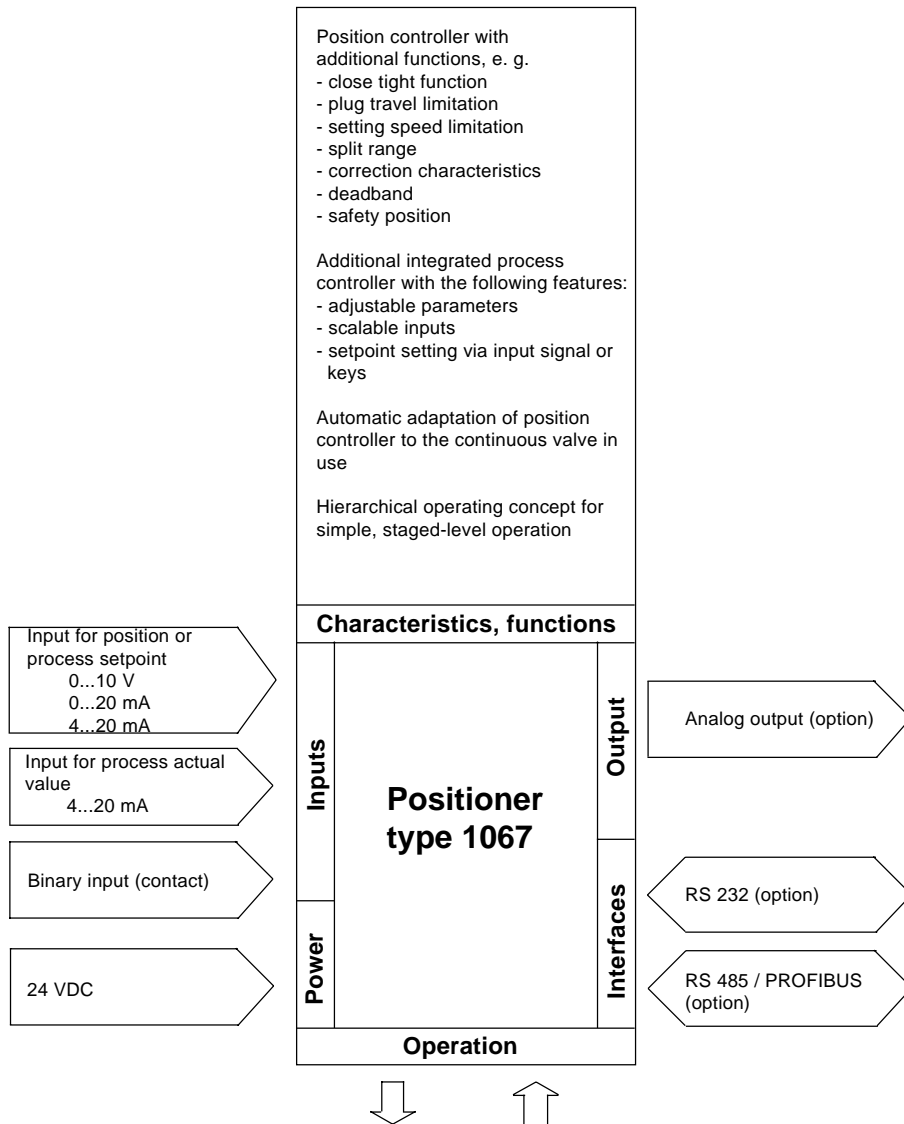 Position controller with
additional functions, e. g.
- close tight function
- plug travel limitation
- setting speed limitation
- split range
- correction characteristics
- deadband
- safety position
Additional integrated process
controller with the following features:
- adjustable parameters
- scalable inputs
- setpoint setting via input signal or
keys
Automatic adaptation of position
controller to the continuous valve in
use
Hierarchical operating concept for
simple, staged-level operation
Characteristics, functions
Input for position or
process setpoint
0...10 V
0...20 mA
4...20 mA
Input for process actual
value
4...20 mA
Binary input (contact)
24 VDC
Inputs
Power
Positioner
type 1067
Output
Interfaces
Analog output (option)
RS 232 (option)
RS 485 / PROFIBUS
(option)
Operation